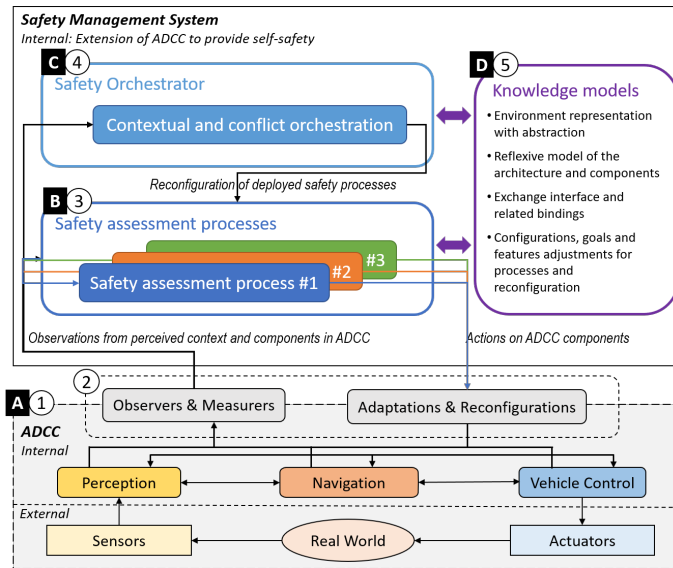 Safety Management System
Internal: Extension of ADCC to provide self-safety
C 4
Safety Orchestrator
Contextual and conflict orchestration
Reconfiguration of deployed safety processes
D 5
Knowledge models
• Environment representation
with abstraction
• Reflexive model of the
architecture and components
• Exchange interface and
related bindings
• Configurations, goals and
features adjustments for
processes and
reconfiguration
B 3
Safety assessment processes
#3
#2
Safety assessment process #1
Observations from perceived context and components in ADCC
Actions on ADCC components
2
A 1
Observers & Measurers
Adaptations & Reconfigurations
ADCC
Internal
Perception
Navigation
Vehicle Control
External
Sensors
Real World
Actuators